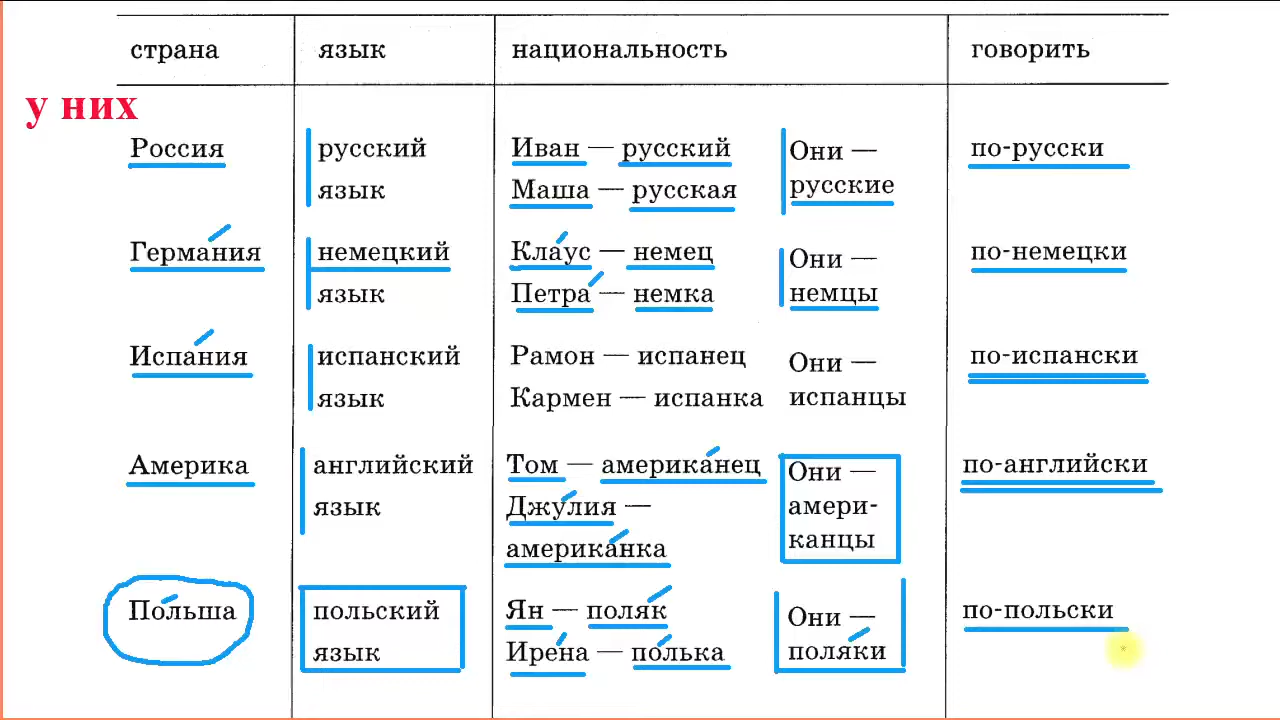 страна язык национальность говорить
у них
Россия русский Иван — русский Они — по-русски
язык Маша — русская русские
Германия немецкий Клаус — немец Они — по-немецки
язык Петра — немка немцы
Испания испанский Рамон — испанец Они — по-испански
язык Кармен — испанка испанцы
Америка английский Том — американец Они — по-английски
язык Джулия — амери-
американка канцы
Польша польский Ян — поляк Они — по-польски
язык Ирена — полька поляки